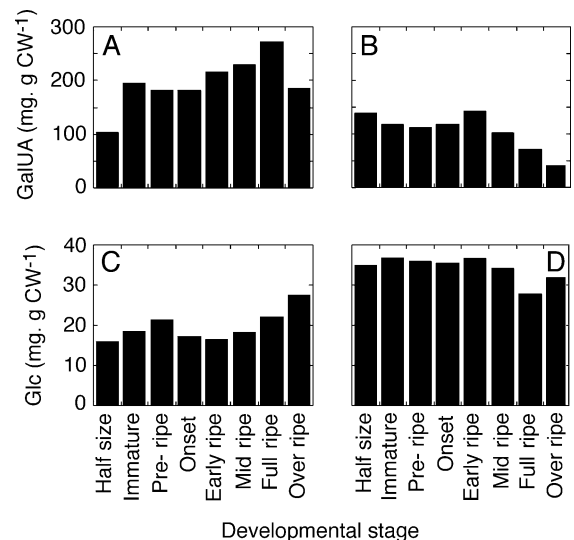 A
B
GalUA (mg. g CW-1)
300
200
100
0
C
D
Glc (mg. g CW-1)
40
30
20
10
0
Half size
Immature
Pre- ripe
Onset
Early ripe
Mid ripe
Full ripe
Over ripe
Half size
Immature
Pre- ripe
Onset
Early ripe
Mid ripe
Full ripe
Over ripe
Developmental stage